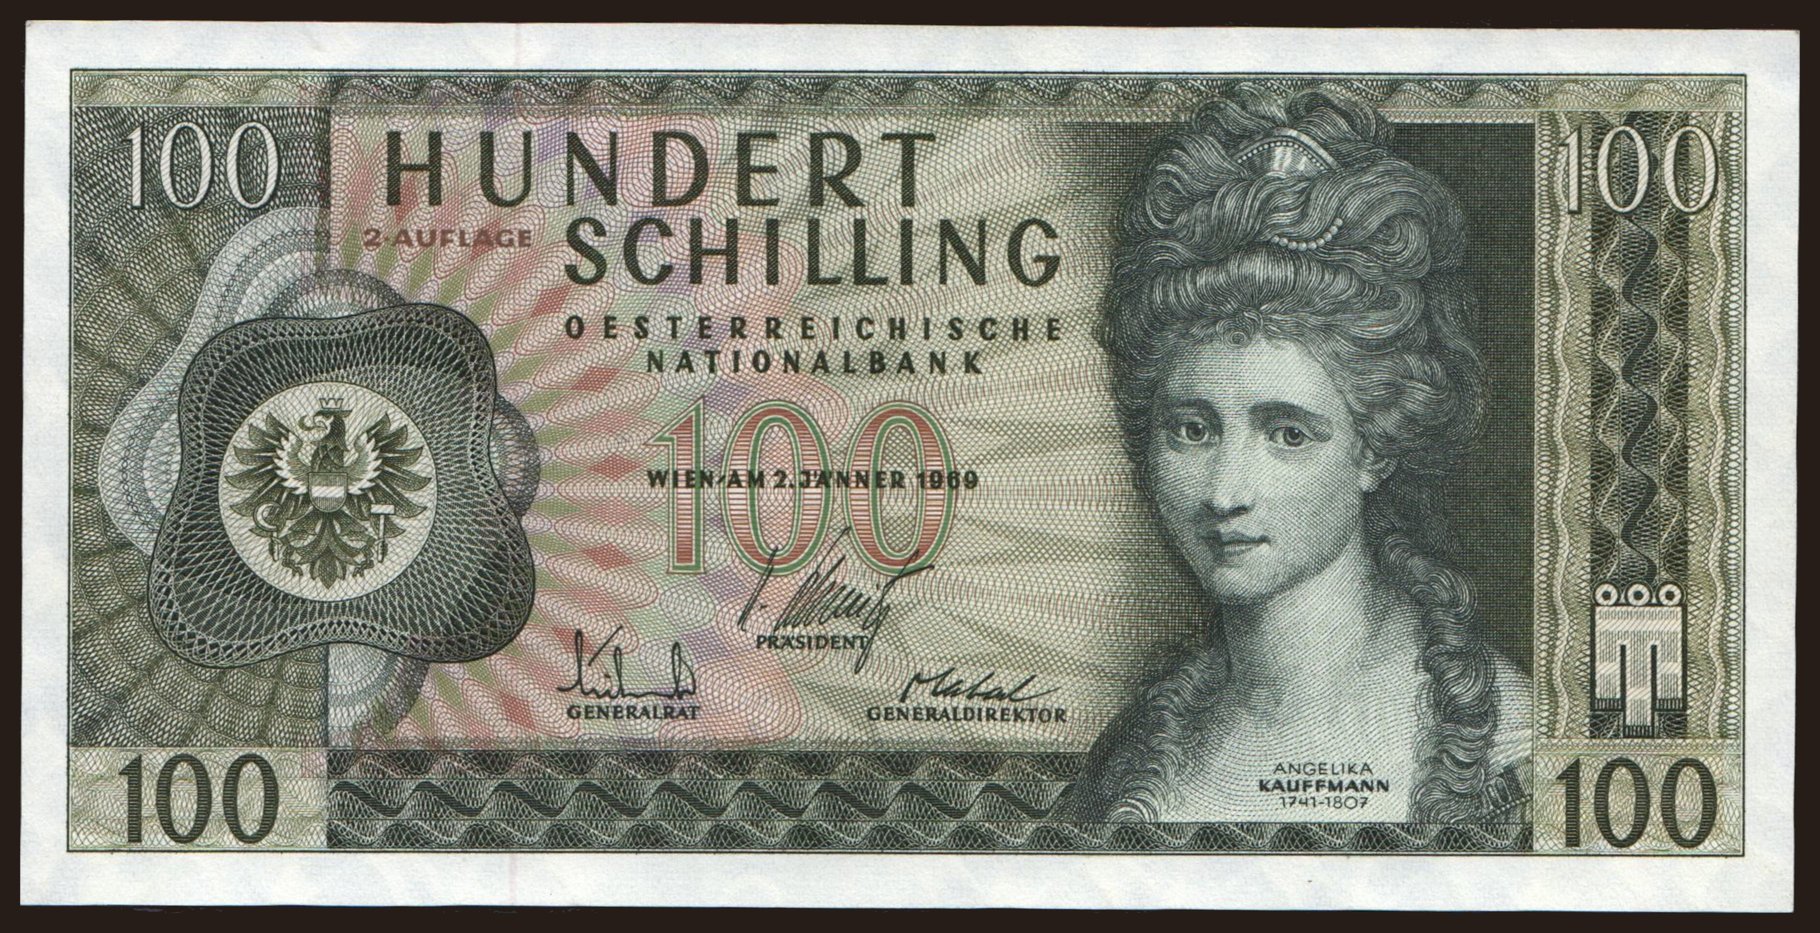 100
HUNDERT
100
2·AUFLAGE
SCHILLING
OESTERREICHISCHE
NATIONALBANK
100
WIEN·AM 2. JÄNNER 1969
PRÄSIDENT
GENERALRAT
GENERALDIREKTOR
ANGELIKA
KAUFFMANN
1741-1807
100
100